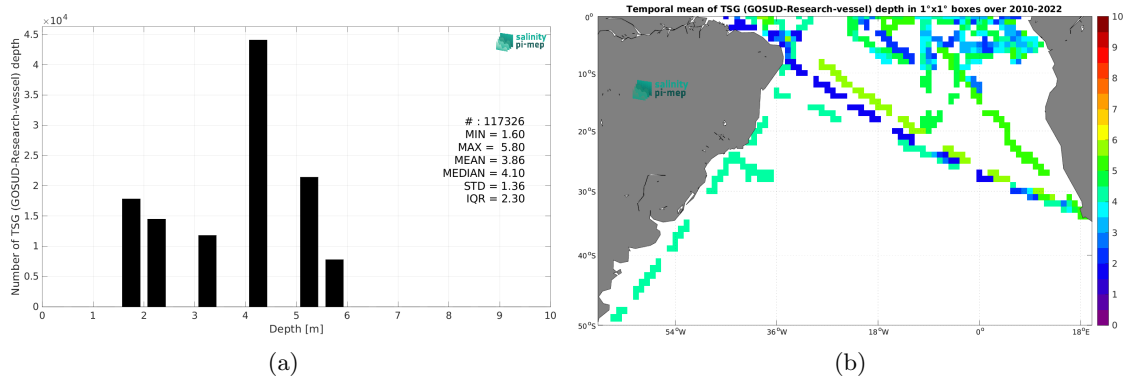 ×10⁴
4.5
4
3.5
3
2.5
2
1.5
1
0.5
0
Number of TSG (GOSUD-Research-vessel) depth
salinity
pi-mep
# : 117326
MIN = 1.60
MAX = 5.80
MEAN = 3.86
MEDIAN = 4.10
STD = 1.36
IQR = 2.30
0 1 2 3 4 5 6 7 8 9 10
Depth [m]
(a)
Temporal mean of TSG (GOSUD-Research-vessel) depth in 1°x1° boxes over 2010-2022
0°
10°S
20°S
30°S
40°S
50°S
salinity
pi-mep
54°W 36°W 18°W 0° 18°E
10
9
8
7
6
5
4
3
2
1
0
(b)